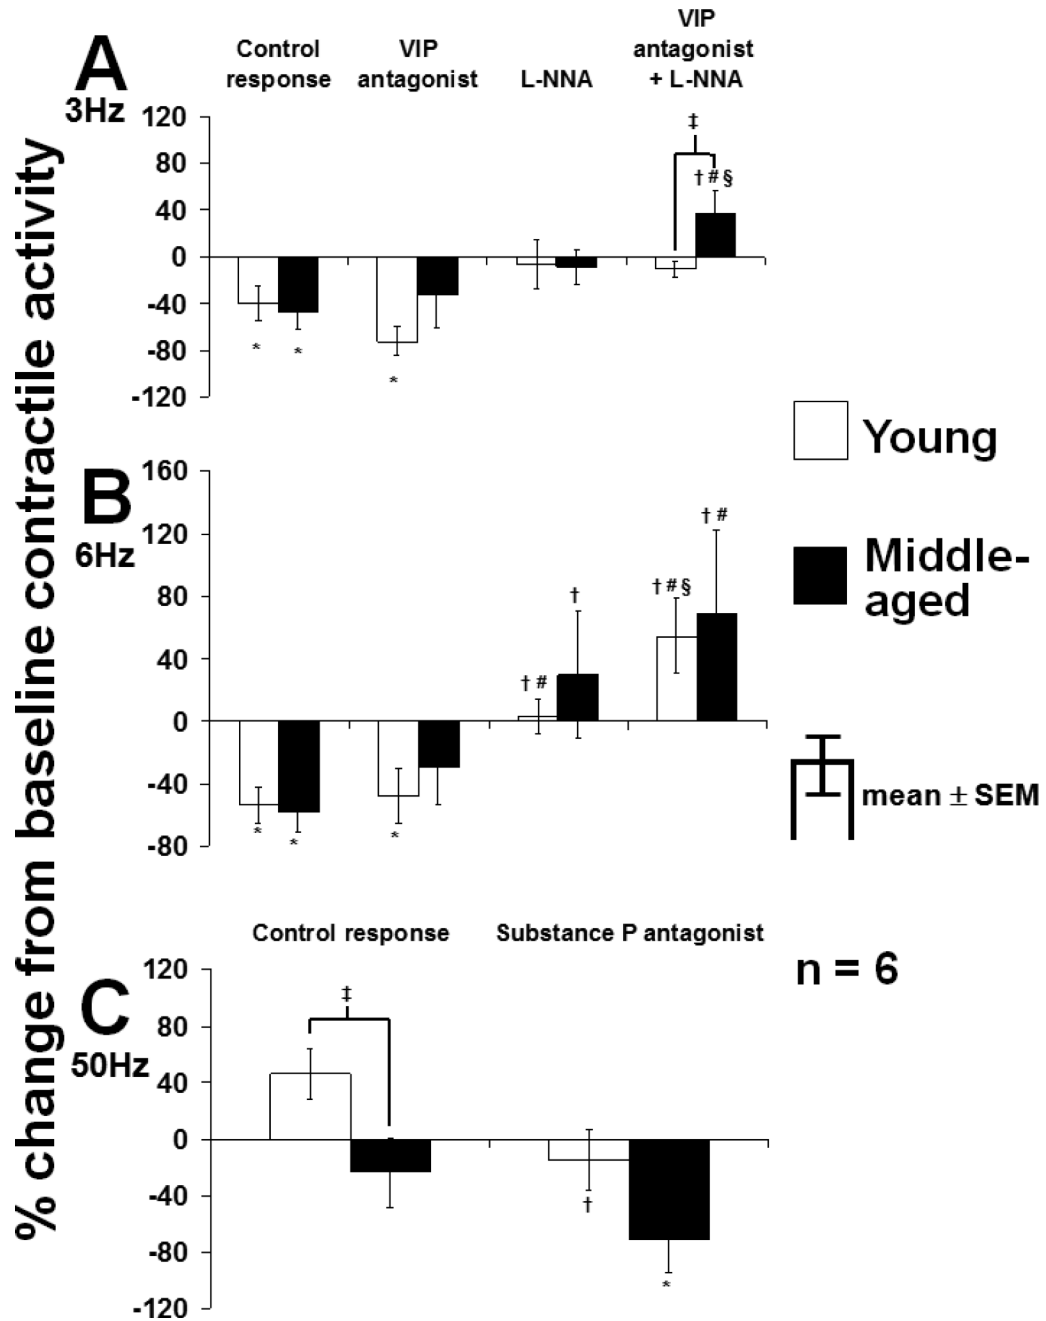 % change from baseline contractile activity
A
3Hz
Control
response
VIP
antagonist
L-NNA
VIP
antagonist
+ L-NNA
120
80
40
0
-40
-80
-120
* * *
‡
† # §
Young
Middle-
aged
mean ± SEM
n = 6
B
6Hz
160
120
80
40
0
-40
-80
* * *
† #
†
† # §
† #
C
50Hz
Control response
Substance P antagonist
120
80
40
0
-40
-80
-120
‡
†
*